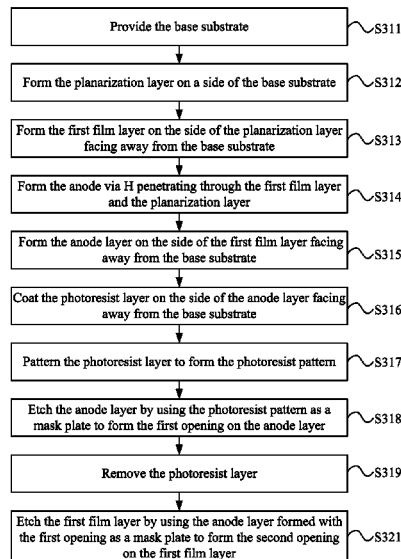 Provide the base substrate
S311
Form the planarization layer on a side of the base substrate
S312
Form the first film layer on the side of the planarization layer
facing away from the base substrate
S313
Form the anode via H penetrating through the first film layer
and the planarization layer
S314
Form the anode layer on the side of the first film layer facing
away from the base substrate
S315
Coat the photoresist layer on the side of the anode layer facing
away from the base substrate
S316
Pattern the photoresist layer to form the photoresist pattern
S317
Etch the anode layer by using the photoresist pattern as a
mask plate to form the first opening on the anode layer
S318
Remove the photoresist layer
S319
Etch the first film layer by using the anode layer formed with
the first opening as a mask plate to form the second opening
on the first film layer
S321